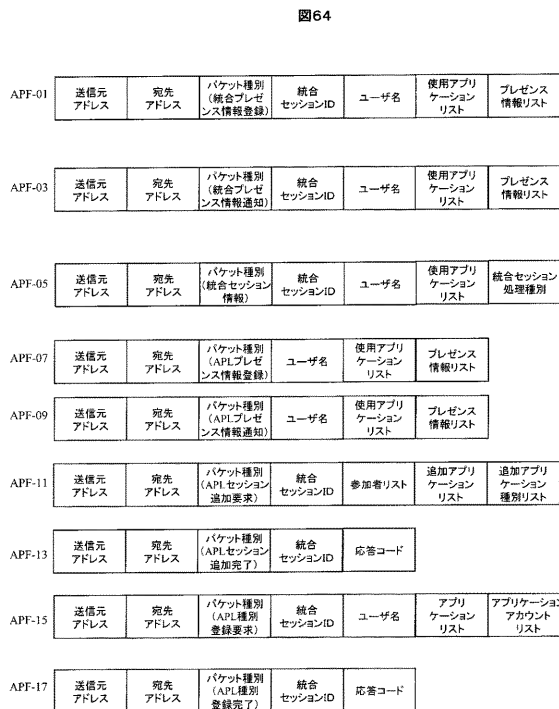 図64
APF-01
送信元
アドレス
宛先
アドレス
パケット種別
(統合プレゼ
ンス情報登録)
統合
セッションID
ユーザ名
使用アプリ
ケーション
リスト
プレゼンス
情報リスト
APF-03
送信元
アドレス
宛先
アドレス
パケット種別
(統合プレゼ
ンス情報通知)
統合
セッションID
ユーザ名
使用アプリ
ケーション
リスト
プレゼンス
情報リスト
APF-05
送信元
アドレス
宛先
アドレス
パケット種別
(統合セッション
情報)
統合
セッションID
ユーザ名
使用アプリ
ケーション
リスト
統合セッション
処理種別
APF-07
送信元
アドレス
宛先
アドレス
パケット種別
(APLプレゼ
ンス情報登録)
ユーザ名
使用アプリ
ケーション
リスト
プレゼンス
情報リスト
APF-09
送信元
アドレス
宛先
アドレス
パケット種別
(APLプレゼ
ンス情報通知)
ユーザ名
使用アプリ
ケーション
リスト
プレゼンス
情報リスト
APF-11
送信元
アドレス
宛先
アドレス
パケット種別
(APLセッション
追加要求)
統合
セッションID
参加者リスト
追加アプリ
ケーション
リスト
追加アプリ
ケーション
種別リスト
APF-13
送信元
アドレス
宛先
アドレス
パケット種別
(APLセッション
追加完了)
統合
セッションID
応答コード
APF-15
送信元
アドレス
宛先
アドレス
パケット種別
(APL種別
登録要求)
統合
セッションID
ユーザ名
アプリ
ケーション
リスト
アプリケーション
アカウント
リスト
APF-17
送信元
アドレス
宛先
アドレス
パケット種別
(APL種別
登録完了)
統合
セッションID
応答コード